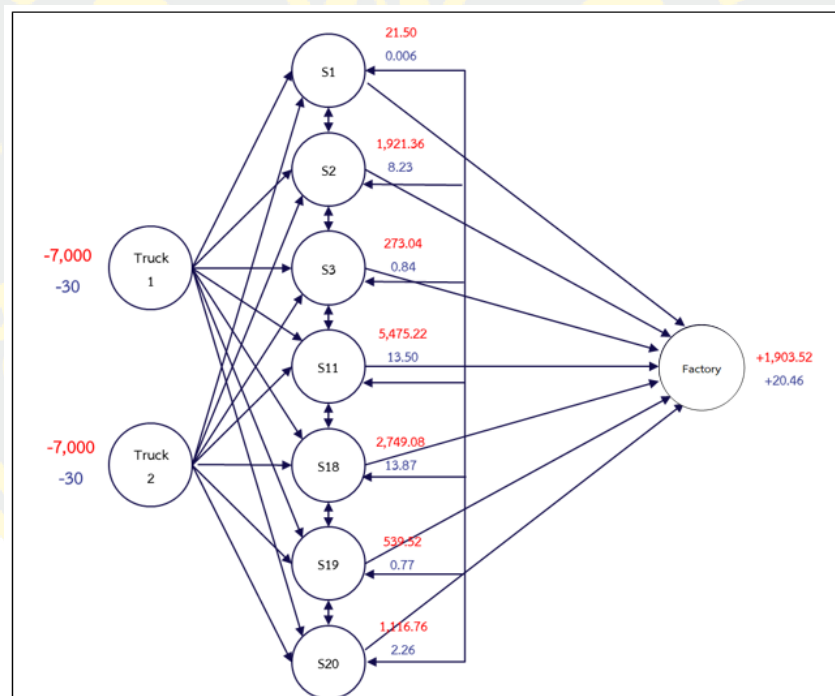 21.50
0.006
S1
1,921.36
8.23
S2
273.04
0.84
S3
-7,000
-30
Truck
1
5,475.22
13.50
S11
Factory
+1,903.52
+20.46
2,749.08
13.87
S18
-7,000
-30
Truck
2
539.52
0.77
S19
1,116.76
2.26
S20